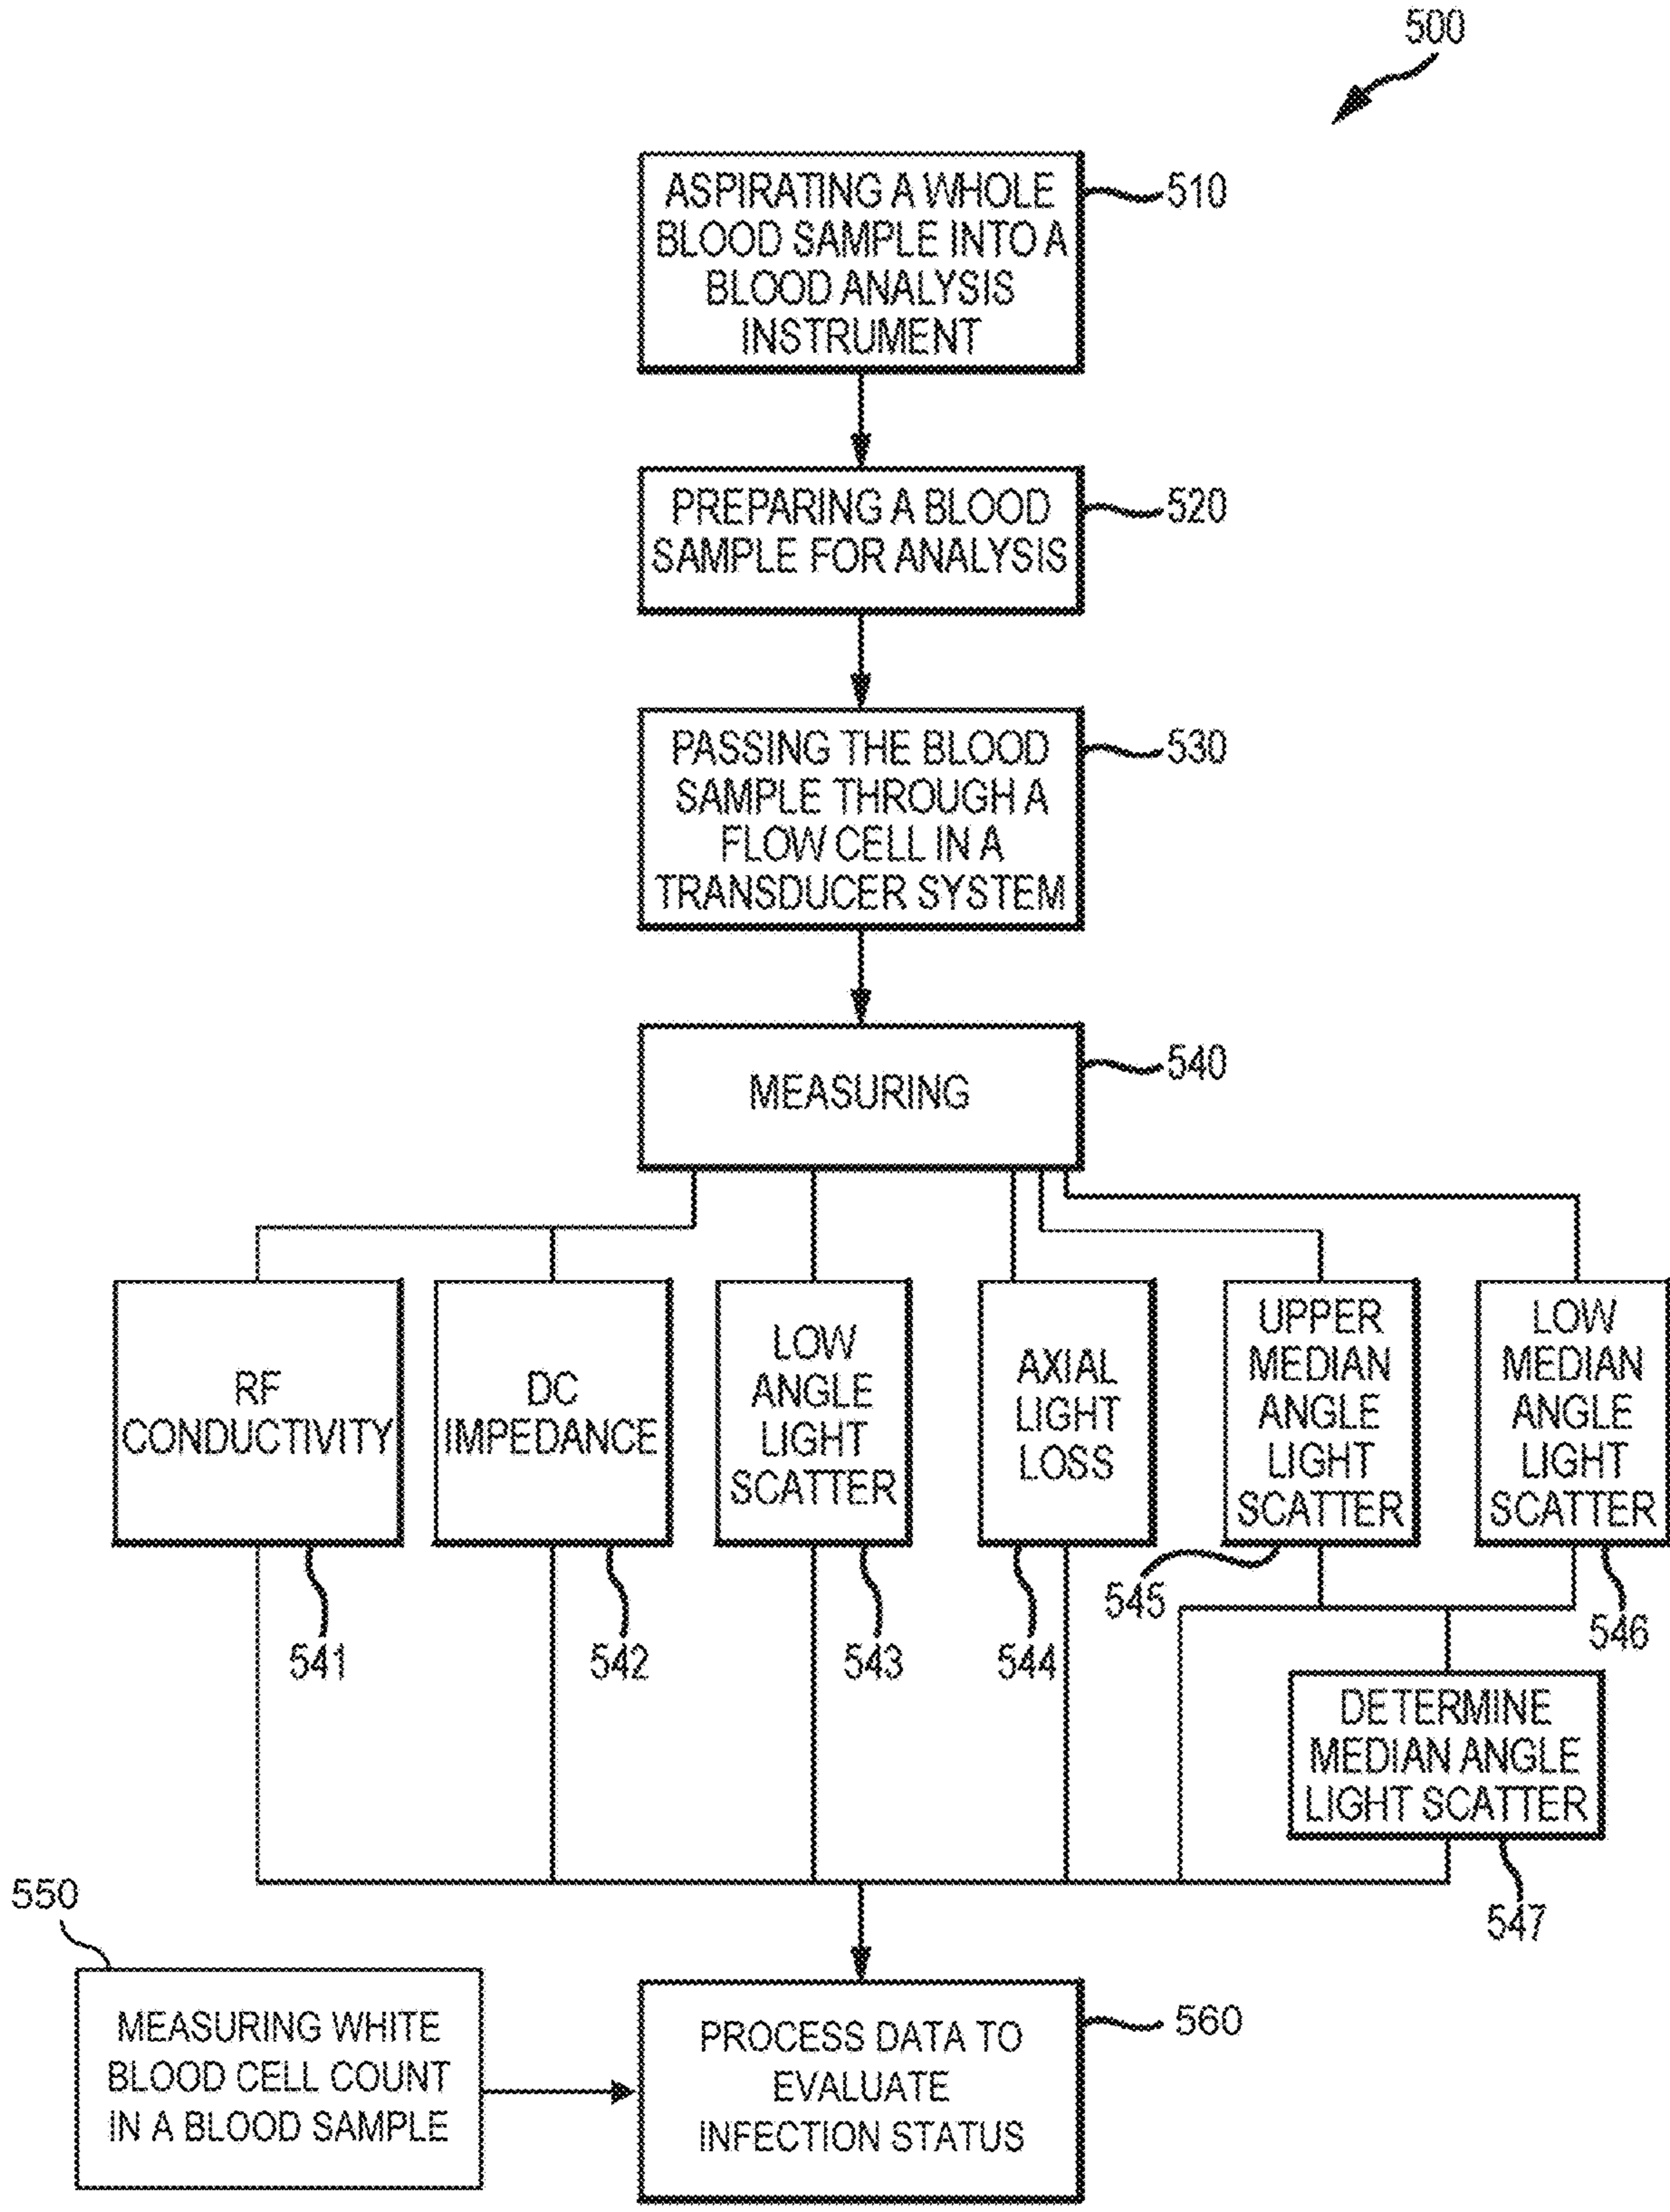 500
ASPIRATING A WHOLE
BLOOD SAMPLE INTO A
BLOOD ANALYSIS
INSTRUMENT
510
PREPARING A BLOOD
SAMPLE FOR ANALYSIS
520
PASSING THE BLOOD
SAMPLE THROUGH A
FLOW CELL IN A
TRANSDUCER SYSTEM
530
MEASURING
540
RF
CONDUCTIVITY
541
DC
IMPEDANCE
542
LOW
ANGLE
LIGHT
SCATTER
543
AXIAL
LIGHT
LOSS
544
UPPER
MEDIAN
ANGLE
LIGHT
SCATTER
545
LOW
MEDIAN
ANGLE
LIGHT
SCATTER
546
DETERMINE
MEDIAN ANGLE
LIGHT SCATTER
547
550
MEASURING WHITE
BLOOD CELL COUNT
IN A BLOOD SAMPLE
PROCESS DATA TO
EVALUATE
INFECTION STATUS
560